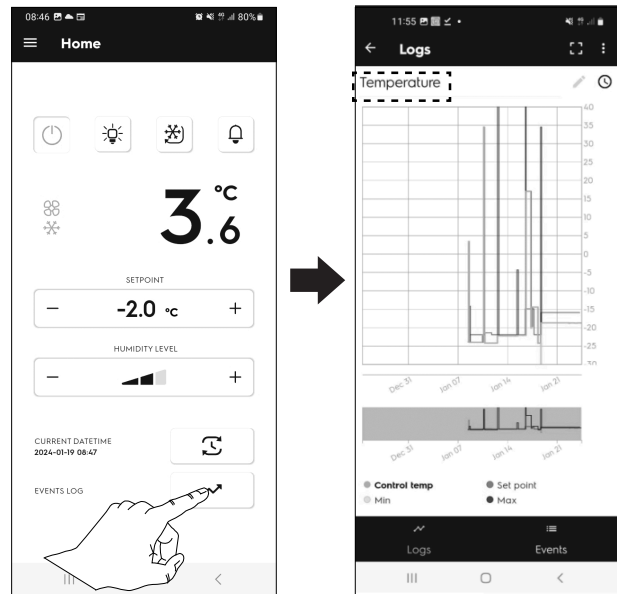 08:46 80%
Home
3.6 °C
SETPOINT
− -2.0 °C +
HUMIDITY LEVEL
− +
CURRENT DATETIME
2024-01-19 08:47
EVENTS LOG
11:55
Logs
Temperature
40
35
30
25
20
15
10
5
0
-5
-10
-15
-20
-25
-30
Dec 31 Jan 07 Jan 14 Jan 21
Dec 31 Jan 07 Jan 14 Jan 21
Control temp Set point
Min Max
Logs Events